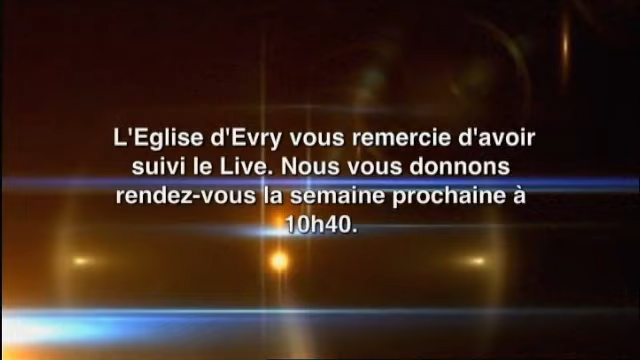 L'Eglise d'Evry vous remercie d'avoir
suivi le Live. Nous vous donnons
rendez-vous la semaine prochaine à
10h40.